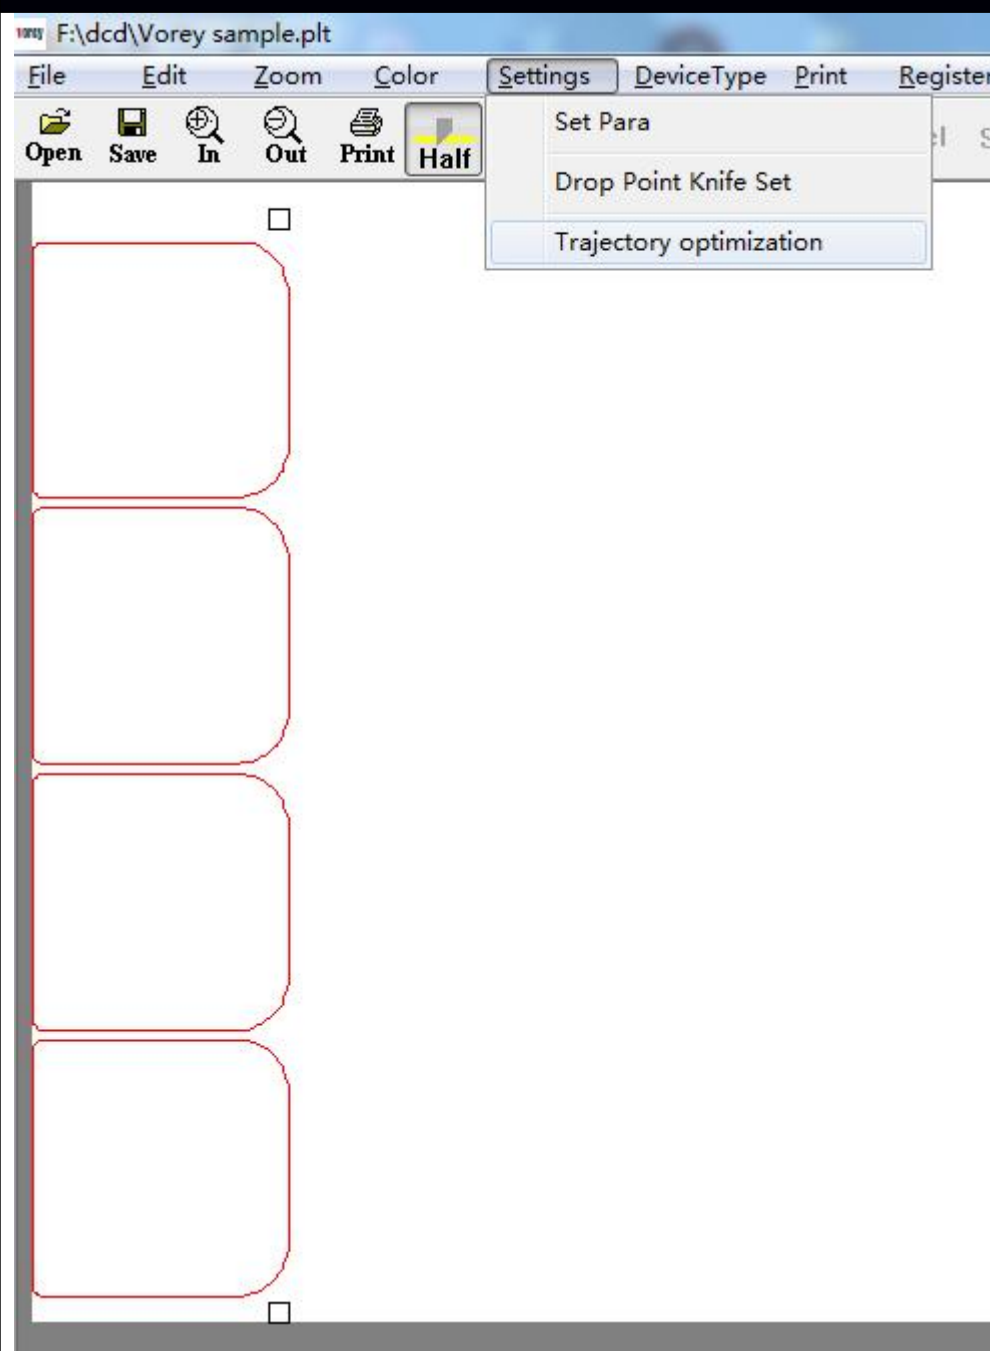 Vorey F:\dcd\Vorey sample.plt
File Edit Zoom Color Settings DeviceType Print Register
Open Save In Out Print Half
Set Para
Drop Point Knife Set
Trajectory optimization